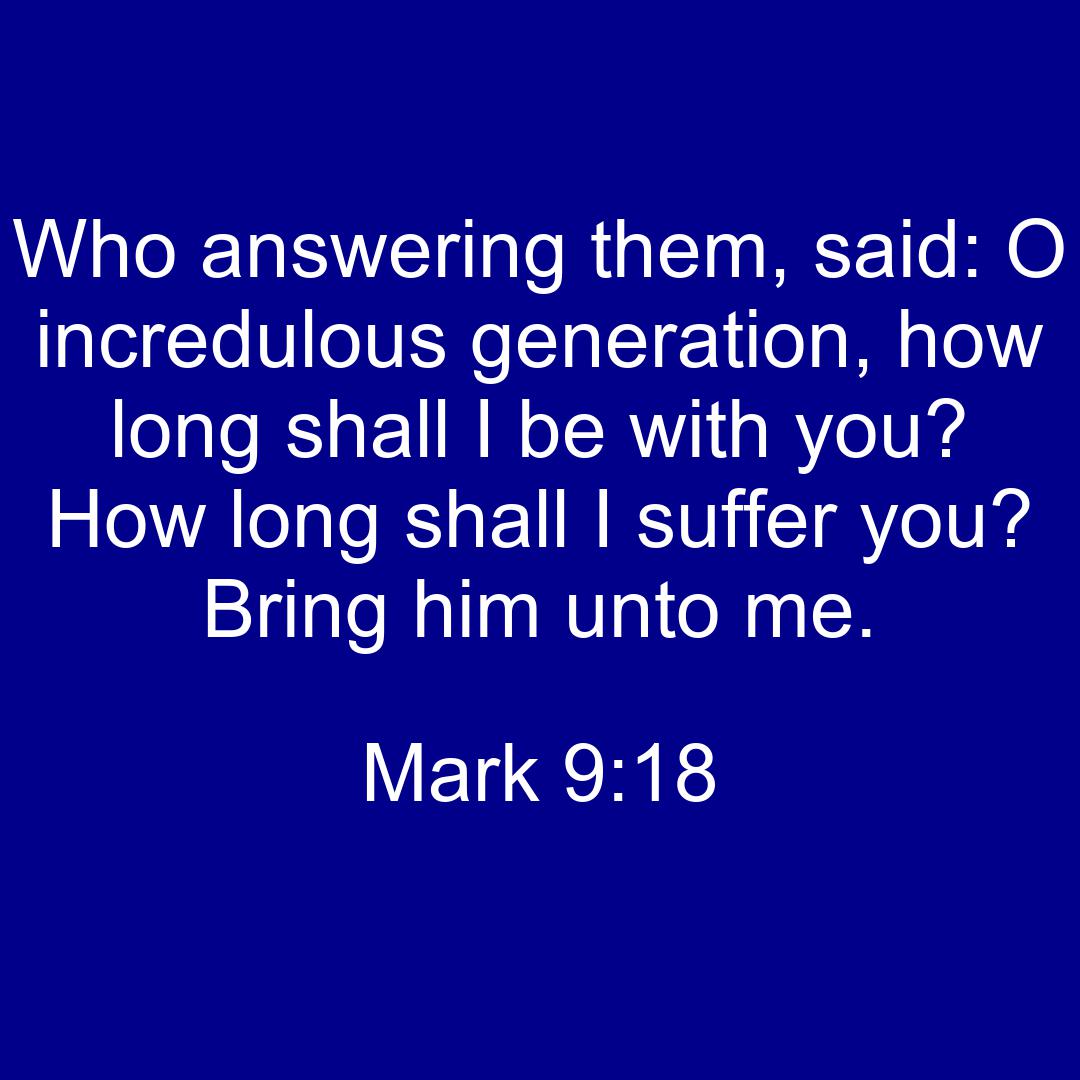 Who answering them, said: O
incredulous generation, how
long shall I be with you?
How long shall I suffer you?
Bring him unto me.
Mark 9:18